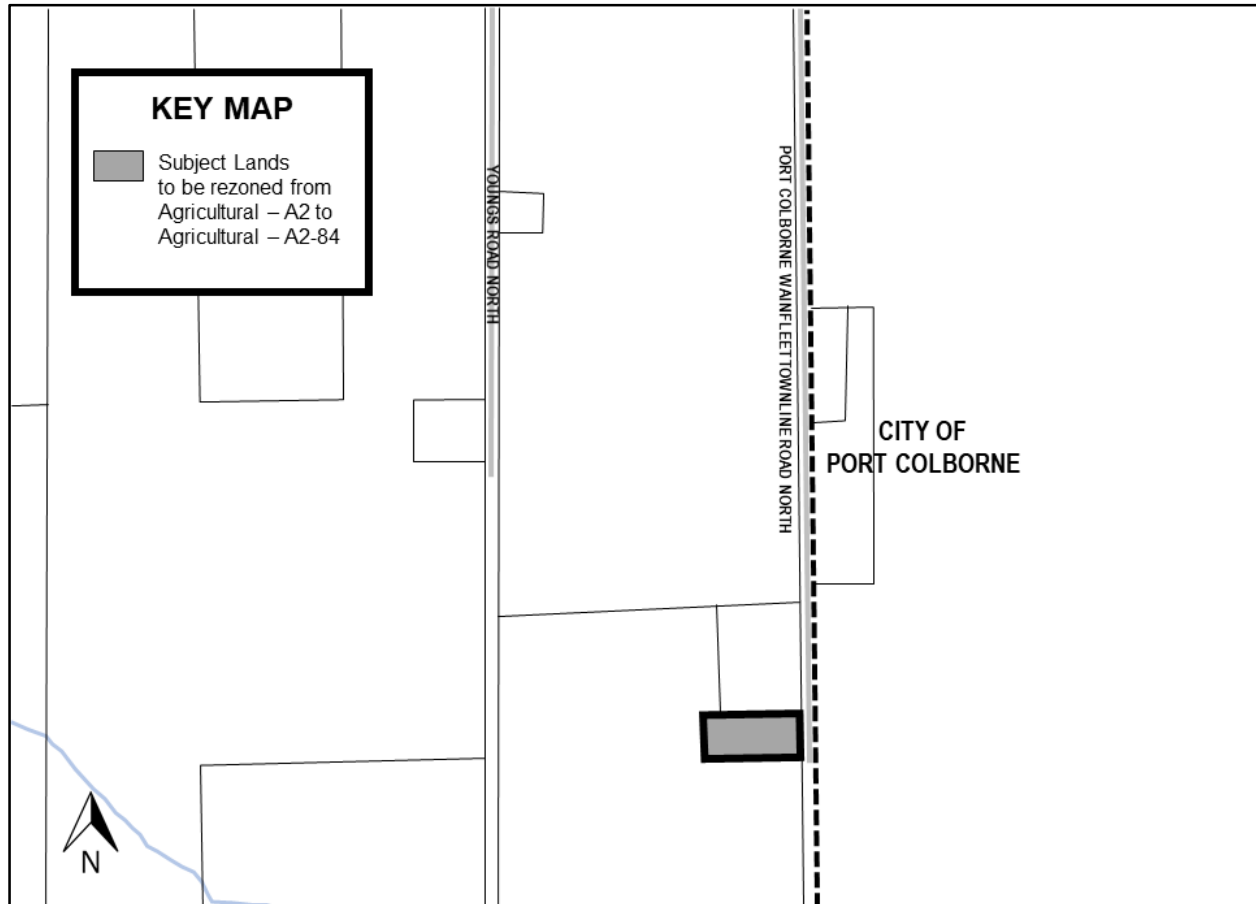 KEY MAP
Subject Lands
to be rezoned from
Agricultural – A2 to
Agricultural – A2-84
YOUNGS ROAD NORTH
PORT COLBORNE WAINFLEET TOWNLINE ROAD NORTH
CITY OF
PORT COLBORNE
N